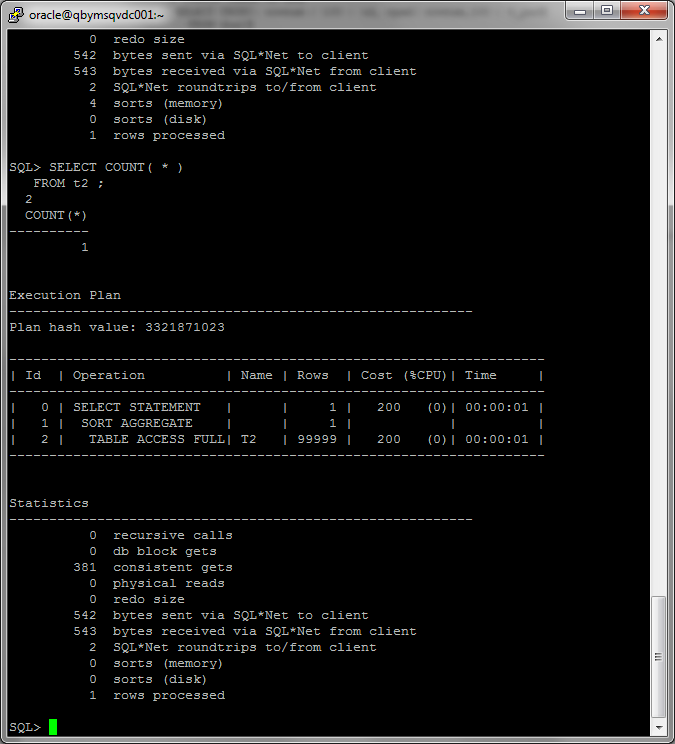 oracle@qbymsqvdc001:~
          0  redo size
        542  bytes sent via SQL*Net to client
        543  bytes received via SQL*Net from client
          2  SQL*Net roundtrips to/from client
          4  sorts (memory)
          0  sorts (disk)
          1  rows processed
SQL> SELECT COUNT( * )
   FROM t2 ;
  2
  COUNT(*)
----------
         1
Execution Plan
----------------------------------------------------------
Plan hash value: 3321871023
-------------------------------------------------------------------
| Id  | Operation          | Name | Rows  | Cost (%CPU)| Time     |
-------------------------------------------------------------------
|   0 | SELECT STATEMENT   |      |     1 |   200   (0)| 00:00:01 |
|   1 |  SORT AGGREGATE    |      |     1 |            |          |
|   2 |   TABLE ACCESS FULL| T2   | 99999 |   200   (0)| 00:00:01 |
-------------------------------------------------------------------
Statistics
----------------------------------------------------------
          0  recursive calls
          0  db block gets
        381  consistent gets
          0  physical reads
          0  redo size
        542  bytes sent via SQL*Net to client
        543  bytes received via SQL*Net from client
          2  SQL*Net roundtrips to/from client
          0  sorts (memory)
          0  sorts (disk)
          1  rows processed
SQL>